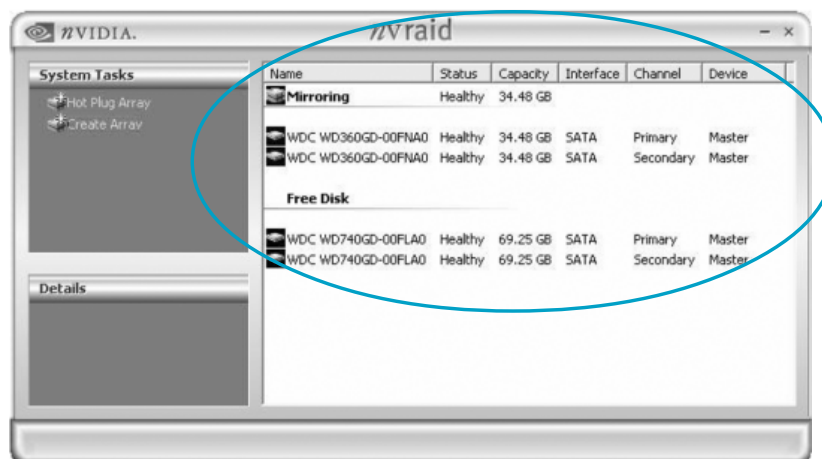 nVIDIA.
nvraid
System Tasks
Hot Plug Array
Create Array
Details
Name Status Capacity Interface Channel Device
Mirroring Healthy 34.48 GB
WDC WD360GD-00FNA0 Healthy 34.48 GB SATA Primary Master
WDC WD360GD-00FNA0 Healthy 34.48 GB SATA Secondary Master
Free Disk
WDC WD740GD-00FLA0 Healthy 69.25 GB SATA Primary Master
WDC WD740GD-00FLA0 Healthy 69.25 GB SATA Secondary Master